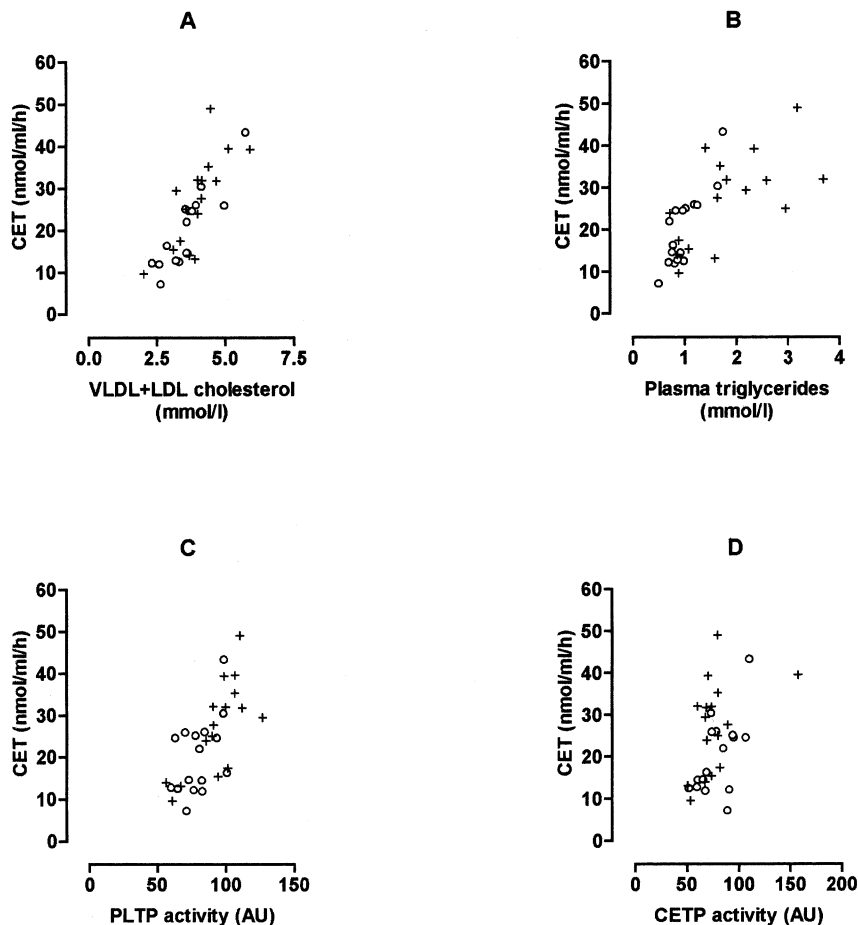 A
60
50
40
30
20
10
0
CET (nmol/ml/h)
0.0 2.5 5.0 7.5
VLDL+LDL cholesterol
(mmol/l)
B
60
50
40
30
20
10
0
CET (nmol/ml/h)
0 1 2 3 4
Plasma triglycerides
(mmol/l)
C
60
50
40
30
20
10
0
CET (nmol/ml/h)
0 50 100 150
PLTP activity (AU)
D
60
50
40
30
20
10
0
CET (nmol/ml/h)
0 50 100 150 200
CETP activity (AU)